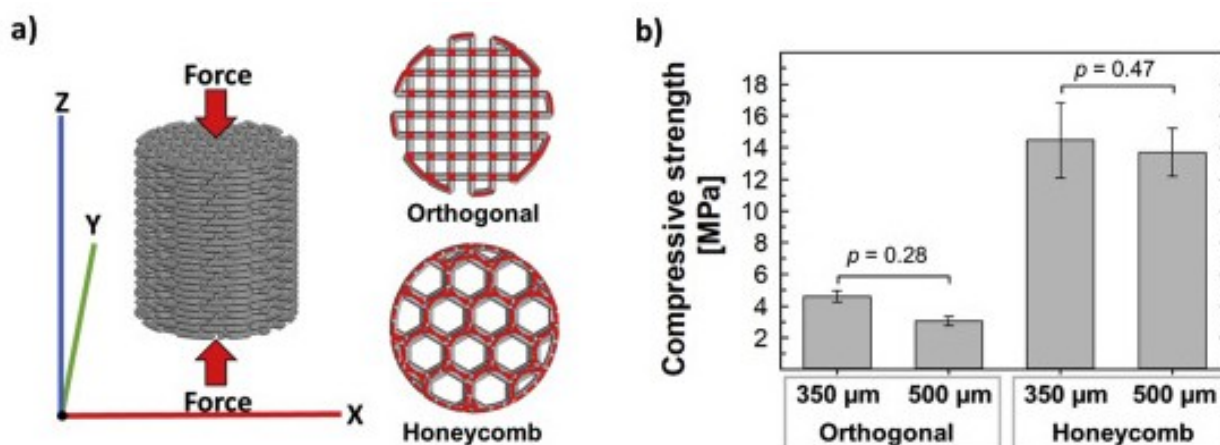 a)
Force
Z
Y
Force
X
Orthogonal
Honeycomb
b)
Compressive strength
[MPa]
18
16
14
12
10
8
6
4
2
p = 0.28
p = 0.47
350 µm 500 µm 350 µm 500 µm
Orthogonal Honeycomb